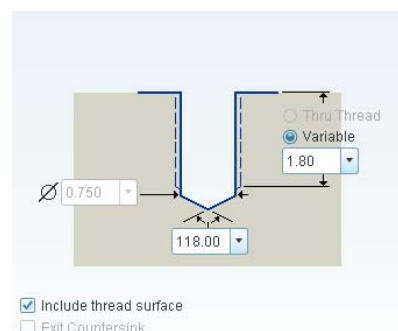 Thru Thread
Variable
1.80
Ø 0.750
118.00
Include thread surface
Exit Countersink